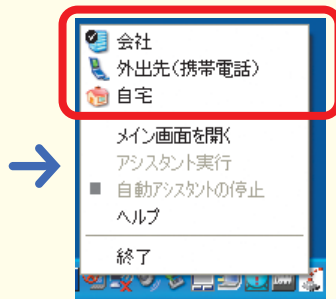 会社
外出先(携帯電話)
自宅
メイン画面を開く
アシスタント実行
自動アシスタントの停止
ヘルプ
終了